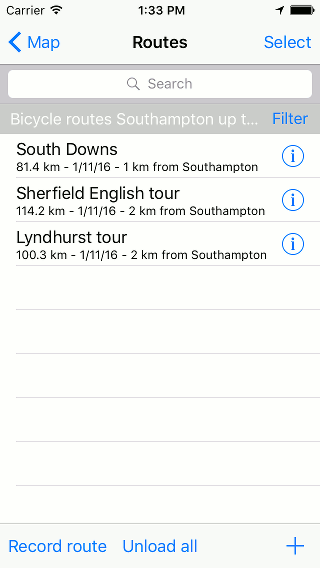 Carrier 1:33 PM
Map Routes Select
Search
Bicycle routes Southampton up t... Filter
South Downs
81.4 km - 1/11/16 - 1 km from Southampton
Sherfield English tour
114.2 km - 1/11/16 - 2 km from Southampton
Lyndhurst tour
100.3 km - 1/11/16 - 2 km from Southampton
Record route Unload all